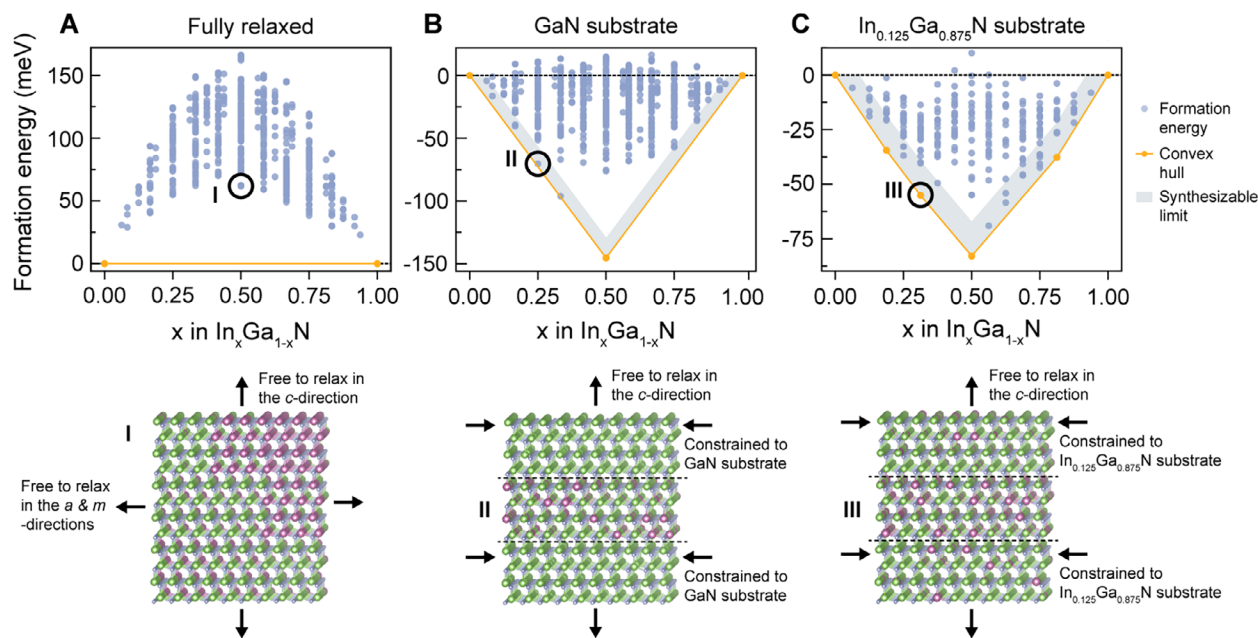 A Fully relaxed
Formation energy (meV)
150
100
50
0
0.00 0.25 0.50 0.75 1.00
x in InₓGa₁₋ₓN
I
B GaN substrate
0
-50
-100
-150
0.00 0.25 0.50 0.75 1.00
x in InₓGa₁₋ₓN
II
C In₀.₁₂₅Ga₀.₈₇₅N substrate
0
-25
-50
-75
0.00 0.25 0.50 0.75 1.00
x in InₓGa₁₋ₓN
III
Formation
energy
Convex
hull
Synthesizable
limit
I
Free to relax in
the c-direction
Free to relax
in the a & m
-directions
II
Free to relax in
the c-direction
Constrained to
GaN substrate
Constrained to
GaN substrate
III
Free to relax in
the c-direction
Constrained to
In₀.₁₂₅Ga₀.₈₇₅N substrate
Constrained to
In₀.₁₂₅Ga₀.₈₇₅N substrate